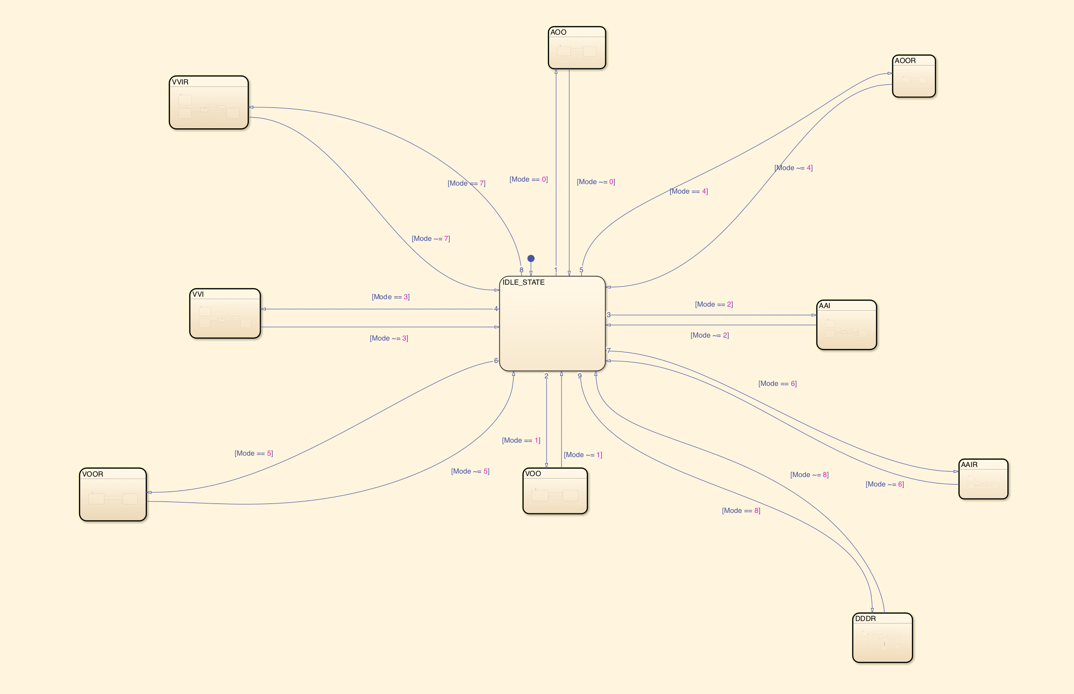 AOO
AOOR
VVIR
[Mode == 0]
[Mode ~= 0]
[Mode == 7]
[Mode ~= 4]
[Mode == 4]
[Mode ~= 7]
8
1
5
IDLE_STATE
VVI
[Mode == 3]
4
[Mode ~= 3]
3
[Mode == 2]
[Mode ~= 2]
AAI
6
7
2
9
[Mode == 6]
[Mode == 5]
[Mode == 1]
[Mode ~= 1]
[Mode ~= 5]
[Mode ~= 8]
[Mode ~= 6]
[Mode == 8]
VOOR
VOO
AAIR
DDDR